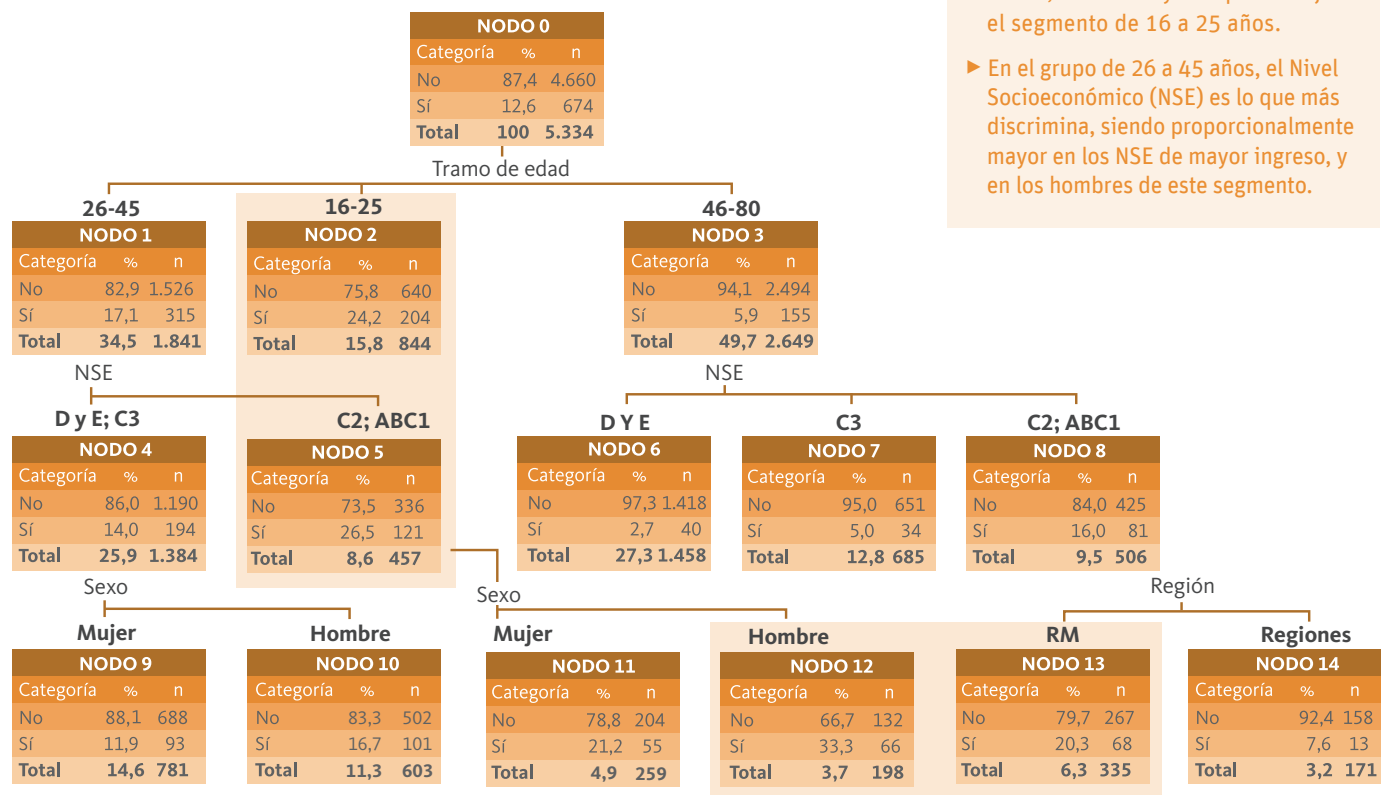 el segmento de 16 a 25 años.
► En el grupo de 26 a 45 años, el Nivel
Socioeconómico (NSE) es lo que más
discrimina, siendo proporcionalmente
mayor en los NSE de mayor ingreso, y
en los hombres de este segmento.
NODO 0
Categoría % n
No 87,4 4.660
Sí 12,6 674
Total 100 5.334
Tramo de edad
26-45
NODO 1
Categoría % n
No 82,9 1.526
Sí 17,1 315
Total 34,5 1.841
16-25
NODO 2
Categoría % n
No 75,8 640
Sí 24,2 204
Total 15,8 844
46-80
NODO 3
Categoría % n
No 94,1 2.494
Sí 5,9 155
Total 49,7 2.649
NSE
D y E; C3
NODO 4
Categoría % n
No 86,0 1.190
Sí 14,0 194
Total 25,9 1.384
C2; ABC1
NODO 5
Categoría % n
No 73,5 336
Sí 26,5 121
Total 8,6 457
NSE
D Y E
NODO 6
Categoría % n
No 97,3 1.418
Sí 2,7 40
Total 27,3 1.458
C3
NODO 7
Categoría % n
No 95,0 651
Sí 5,0 34
Total 12,8 685
C2; ABC1
NODO 8
Categoría % n
No 84,0 425
Sí 16,0 81
Total 9,5 506
Sexo
Mujer
NODO 9
Categoría % n
No 88,1 688
Sí 11,9 93
Total 14,6 781
Hombre
NODO 10
Categoría % n
No 83,3 502
Sí 16,7 101
Total 11,3 603
Sexo
Mujer
NODO 11
Categoría % n
No 78,8 204
Sí 21,2 55
Total 4,9 259
Hombre
NODO 12
Categoría % n
No 66,7 132
Sí 33,3 66
Total 3,7 198
Región
RM
NODO 13
Categoría % n
No 79,7 267
Sí 20,3 68
Total 6,3 335
Regiones
NODO 14
Categoría % n
No 92,4 158
Sí 7,6 13
Total 3,2 171